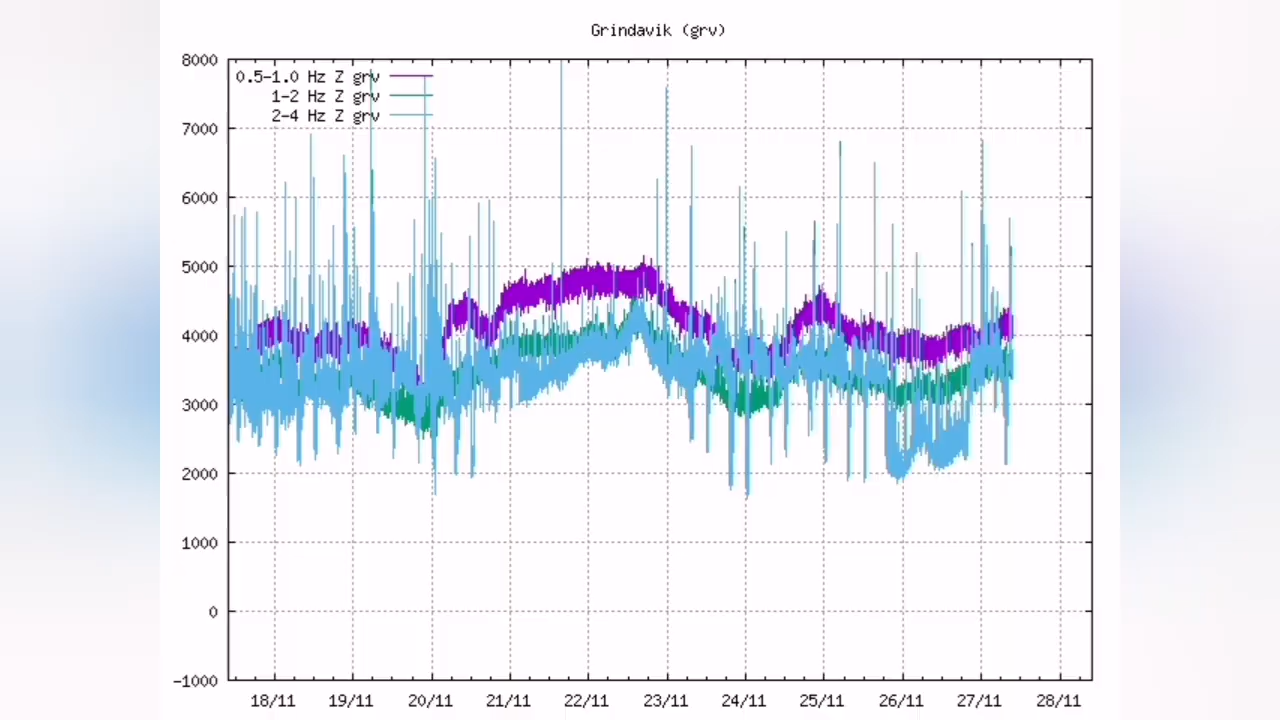 Grindavik (grv)
8000
0.5-1.0 Hz Z grv
1-2 Hz Z grv
2-4 Hz Z grv
7000
6000
5000
4000
3000
2000
1000
0
-1000
18/11 19/11 20/11 21/11 22/11 23/11 24/11 25/11 26/11 27/11 28/11